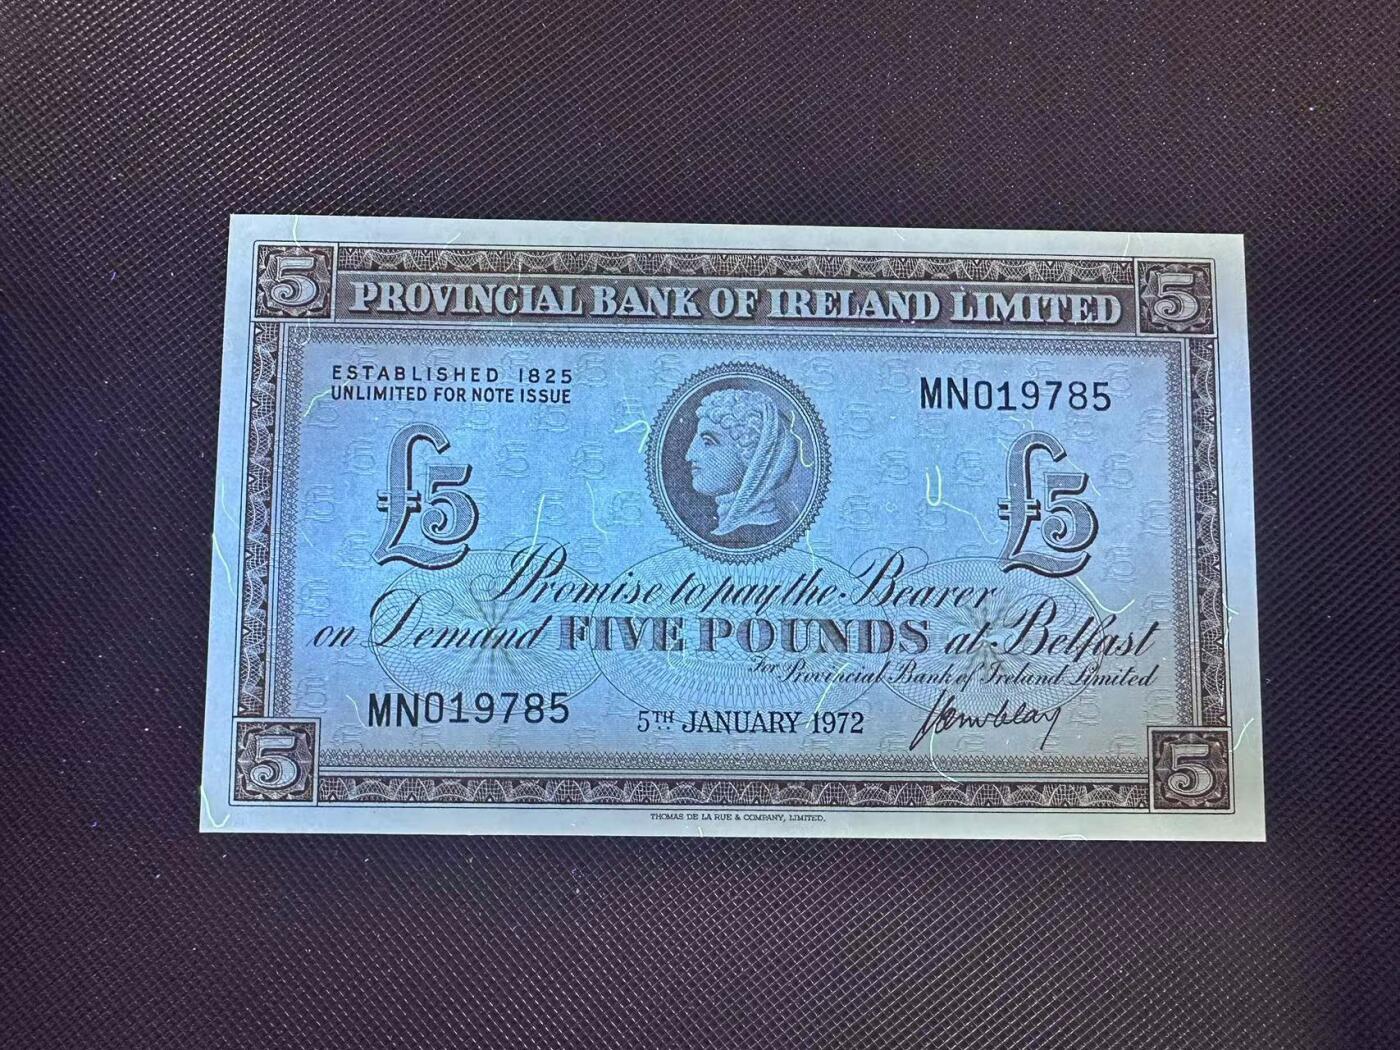 5 PROVINCIAL BANK OF IRELAND LIMITED 5
ESTABLISHED 1825
UNLIMITED FOR NOTE ISSUE
MN019785
£5 £5
Promise to pay the Bearer
on Demand FIVE POUNDS at Belfast
For Provincial Bank of Ireland Limited
MN019785
5TH JANUARY 1972
5 5
THOMAS DE LA RUE & COMPANY, LIMITED.